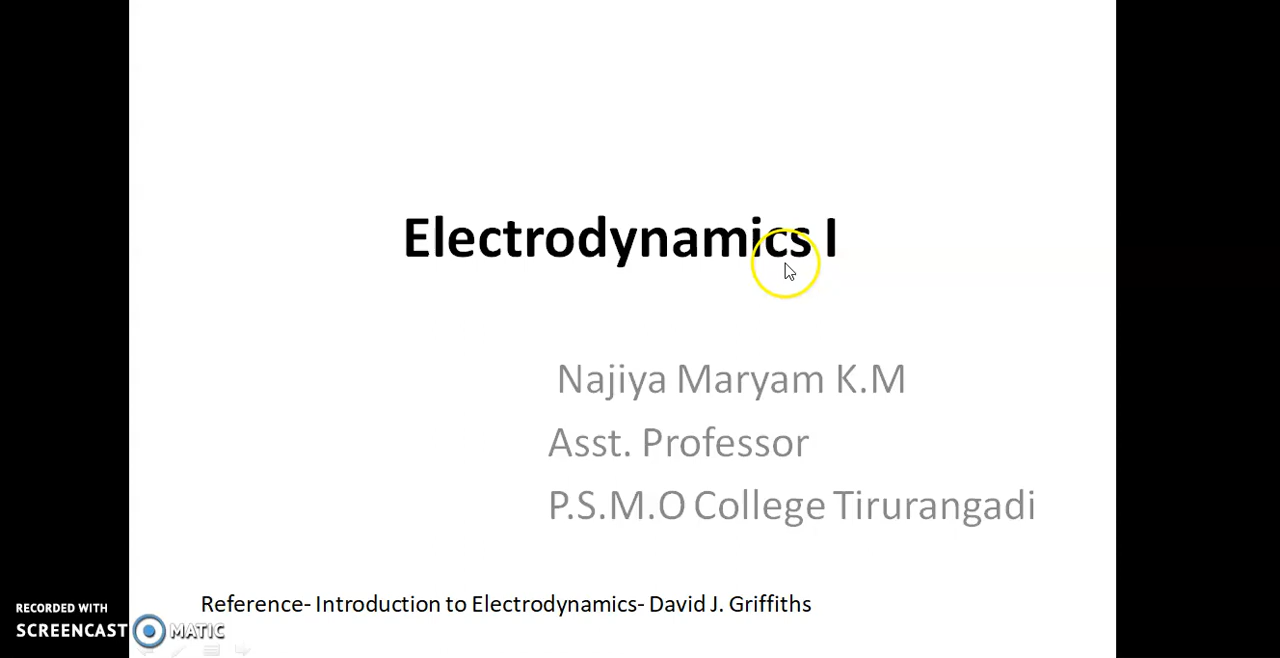 Electrodynamics I
Najiya Maryam K.M
Asst. Professor
P.S.M.O College Tirurangadi
Reference- Introduction to Electrodynamics- David J. Griffiths
RECORDED WITH
SCREENCAST MATIC